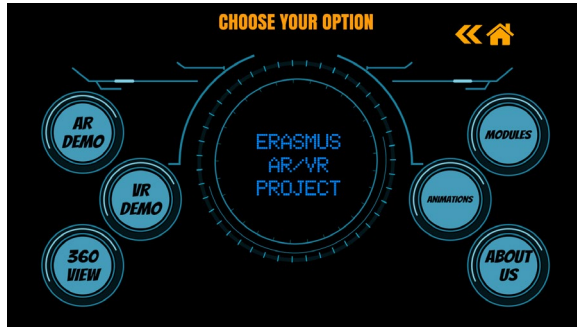 CHOOSE YOUR OPTION
AR
DEMO
VR
DEMO
360
VIEW
ERASMUS
AR/VR
PROJECT
MODULES
ANIMATIONS
ABOUT
US